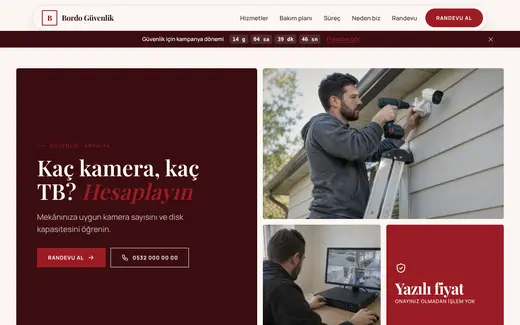 B Bordo Güvenlik
Hizmetler Bakım planı Süreç Neden biz Randevu RANDEVU AL
Güvenlik için kampanya dönemi 14 g 04 sa 39 dk 46 sn
GÜVENLİK · ANTALYA
Kaç kamera, kaç
TB? Hesaplayın
Mekânınıza uygun kamera sayısını ve disk
kapasitesini öğrenin.
RANDEVU AL
0532 000 00 00
Yazılı fiyat
ONAYINIZ OLMADAN İŞLEM YOK